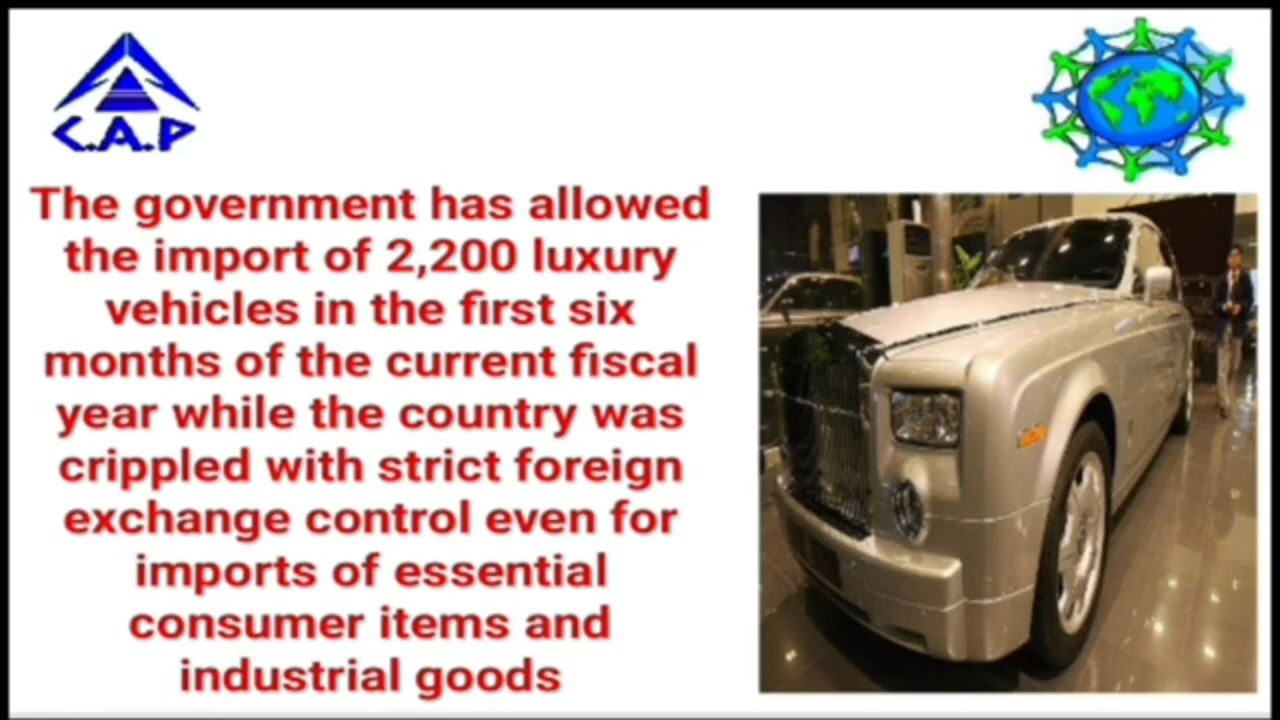 C.A.P
The government has allowed
the import of 2,200 luxury
vehicles in the first six
months of the current fiscal
year while the country was
crippled with strict foreign
exchange control even for
imports of essential
consumer items and
industrial goods